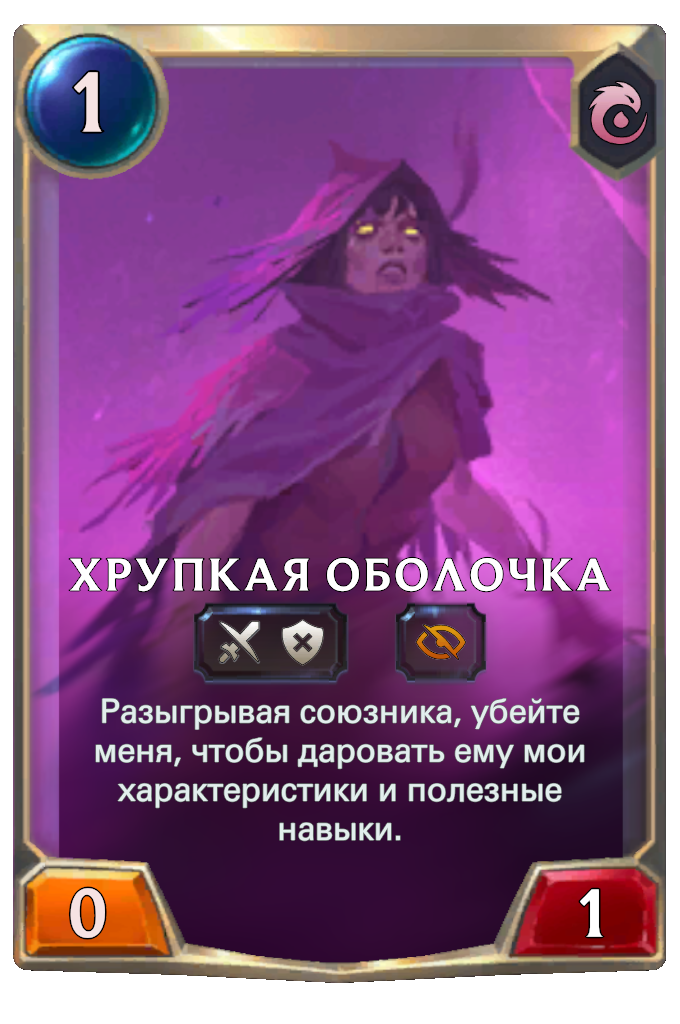 1
ХРУПКАЯ ОБОЛОЧКА
Разыгрывая союзника, убейте
меня, чтобы даровать ему мои
характеристики и полезные
навыки.
0
1